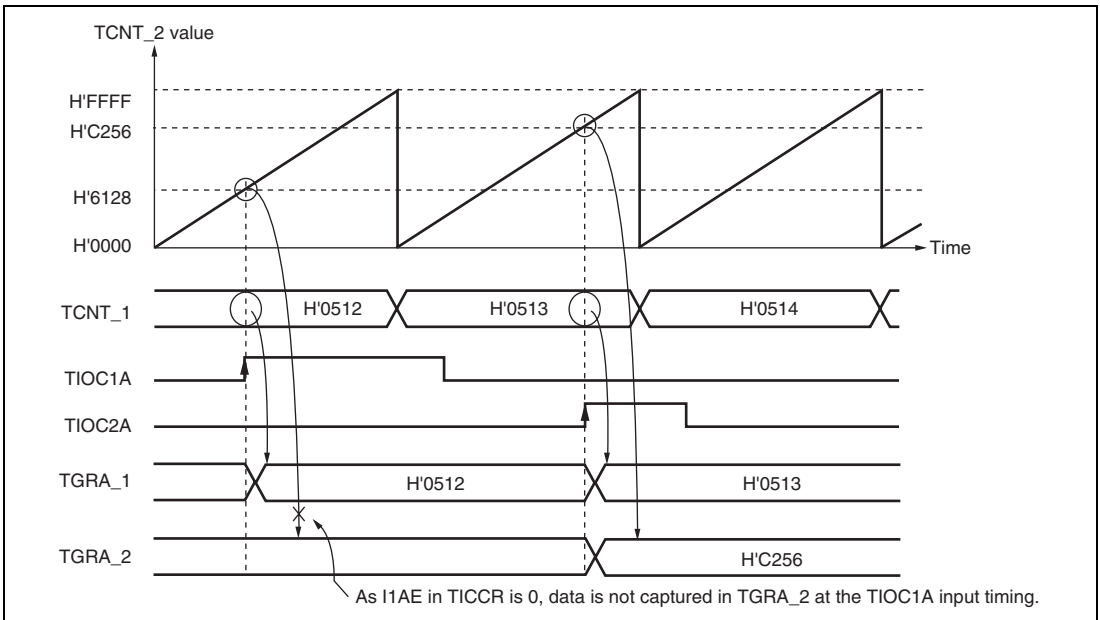 TCNT_2 value
H'FFFF
H'C256
H'6128
H'0000
Time
TCNT_1 H'0512 H'0513 H'0514
TIOC1A
TIOC2A
TGRA_1 H'0512 H'0513
TGRA_2 H'C256
As I1AE in TICCR is 0, data is not captured in TGRA_2 at the TIOC1A input timing.